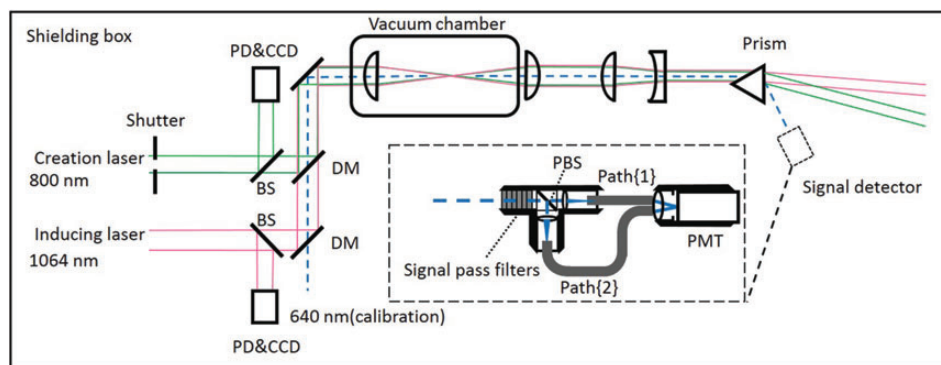 Shielding box
PD&CCD
Vacuum chamber
Prism
Shutter
Creation laser
800 nm
BS
DM
BS
Inducing laser
1064 nm
DM
PBS
Path{1}
Signal detector
Signal pass filters
PMT
Path{2}
640 nm(calibration)
PD&CCD